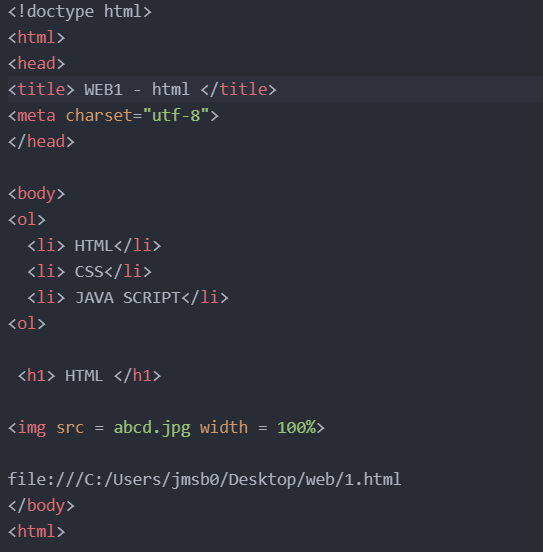 <!doctype html>
<html>
<head>
<title> WEB1 - html </title>
<meta charset="utf-8">
</head>
<body>
<ol>
<li> HTML</li>
<li> CSS</li>
<li> JAVA SCRIPT</li>
<ol>
<h1> HTML </h1>
<img src = abcd.jpg width = 100%>
file:///C:/Users/jmsb0/Desktop/web/1.html
</body>
<html>